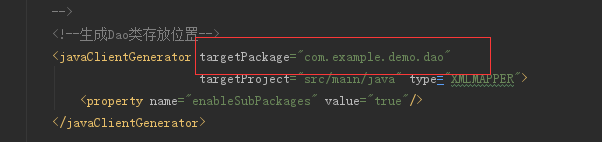 -->
<!--生成Dao类存放位置-->
<javaClientGenerator targetPackage="com.example.demo.dao"
targetProject="src/main/java" type="XMLMAPPER">
<property name="enableSubPackages" value="true"/>
</javaClientGenerator>